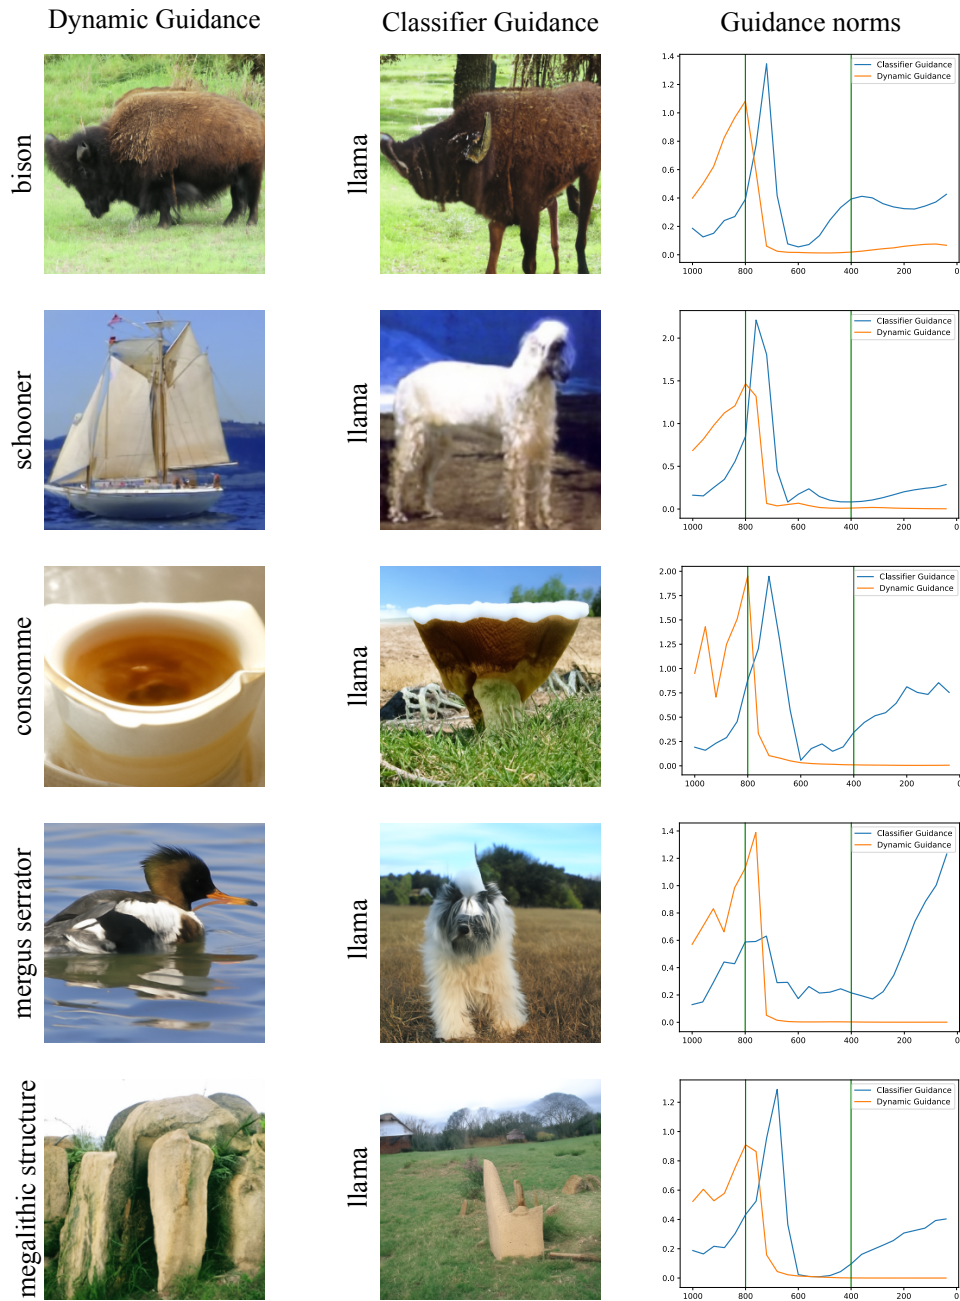 Dynamic Guidance
Classifier Guidance
Guidance norms
bison
llama
1.4
1.2
1.0
0.8
0.6
0.4
0.2
0.0
1000
800
600
400
200
0
Classifier Guidance
Dynamic Guidance
schooner
llama
2.0
1.5
1.0
0.5
0.0
1000
800
600
400
200
0
Classifier Guidance
Dynamic Guidance
consomme
llama
2.00
1.75
1.50
1.25
1.00
0.75
0.50
0.25
0.00
1000
800
600
400
200
0
Classifier Guidance
Dynamic Guidance
mergus serrator
llama
1.4
1.2
1.0
0.8
0.6
0.4
0.2
0.0
1000
800
600
400
200
0
Classifier Guidance
Dynamic Guidance
megalithic structure
llama
1.2
1.0
0.8
0.6
0.4
0.2
0.0
1000
800
600
400
200
0
Classifier Guidance
Dynamic Guidance